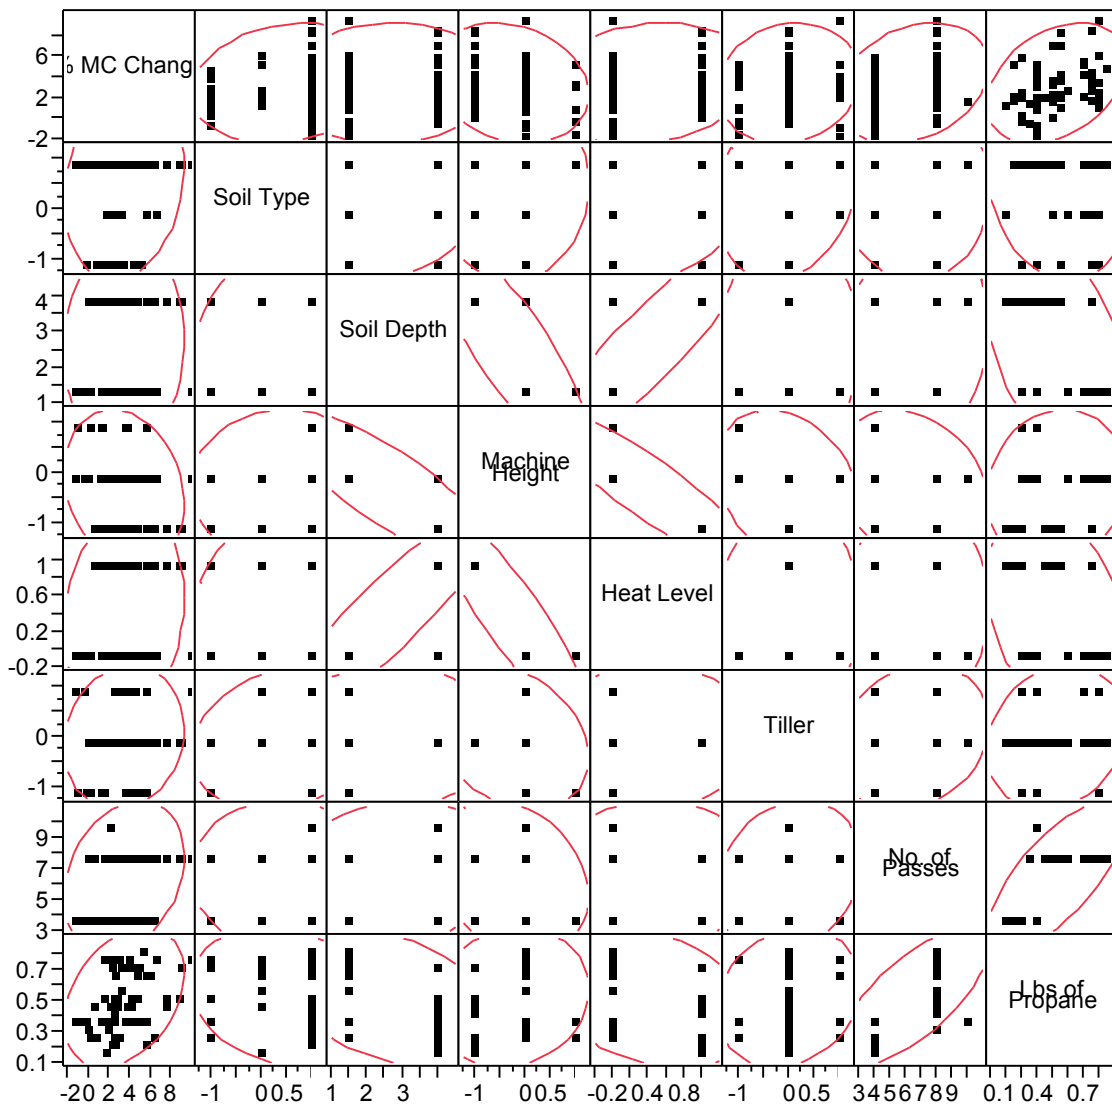 % MC Chang
6
2
-2
Soil Type
0
-1
Soil Depth
4
3
2
1
Machine
Height
0
-1
Heat Level
1
0.6
0.2
-0.2
Tiller
0
-1
No. of
Passes
9
7
5
3
Lbs of
Propane
0.7
0.5
0.3
0.1
-2 0 2 4 6 8 -1 0 0.5 1 2 3 -1 0 0.5 -0.2 0.4 0.8 -1 0 0.5 3 4 5 6 7 8 9 0.1 0.4 0.7